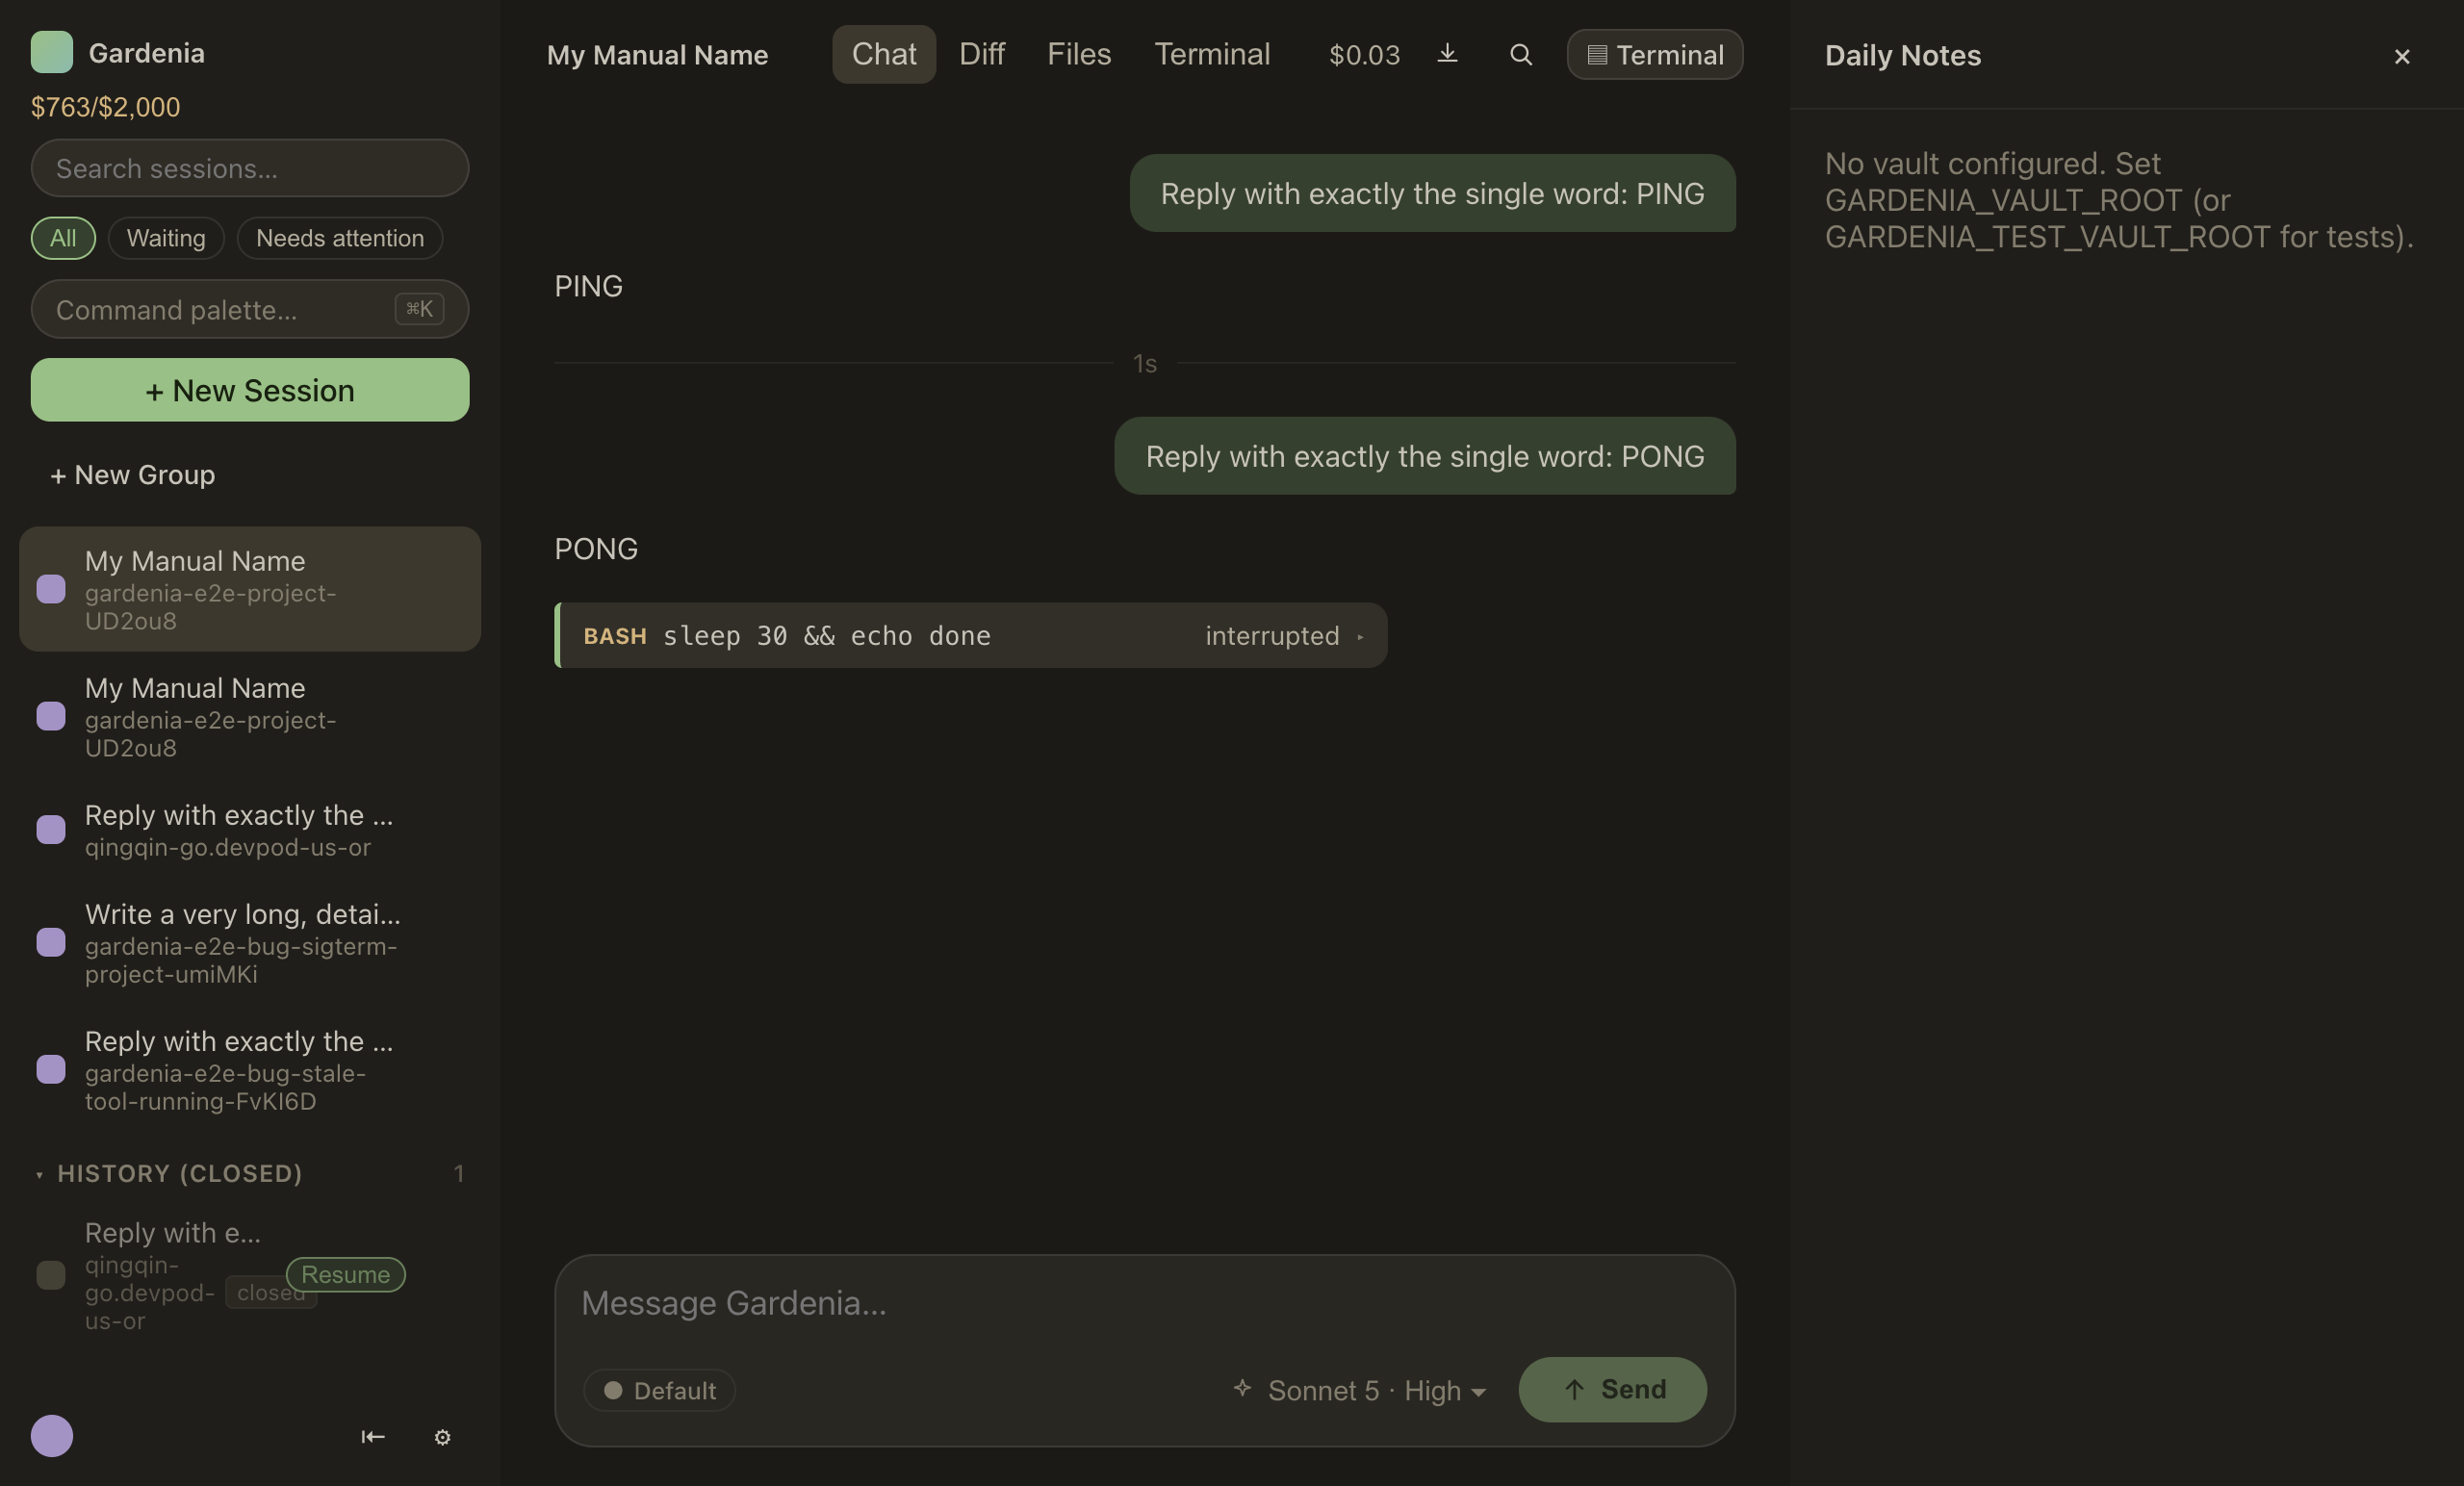 Gardenia
$763/$2,000
Search sessions...
All
Waiting
Needs attention
Command palette...
⌘K
+ New Session
+ New Group
My Manual Name
gardenia-e2e-project-
UD2ou8
My Manual Name
gardenia-e2e-project-
UD2ou8
Reply with exactly the ...
qingqin-go.devpod-us-or
Write a very long, detai...
gardenia-e2e-bug-sigterm-
project-umiMKi
Reply with exactly the ...
gardenia-e2e-bug-stale-
tool-running-FvKI6D
HISTORY (CLOSED)
1
Reply with e...
qingqin-
go.devpod-
us-or
closed
Resume
My Manual Name
Chat
Diff
Files
Terminal
$0.03
Terminal
Reply with exactly the single word: PING
PING
1s
Reply with exactly the single word: PONG
PONG
BASH sleep 30 && echo done
interrupted
Message Gardenia...
Default
Sonnet 5 · High
Send
Daily Notes
No vault configured. Set
GARDENIA_VAULT_ROOT (or
GARDENIA_TEST_VAULT_ROOT for tests).